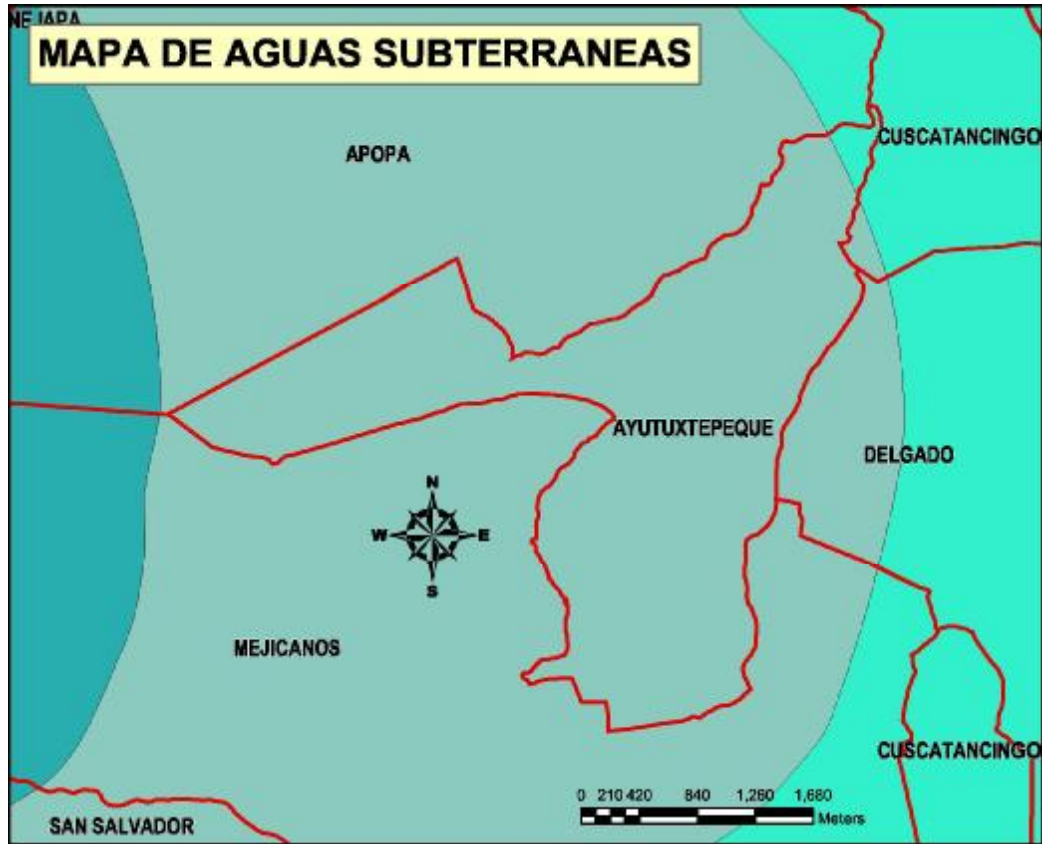 NEJAPA
MAPA DE AGUAS SUBTERRANEAS
CUSCATANCINGO
APOPA
AYUTUXTEPEQUE
DELGADO
N
W E
S
MEJICANOS
CUSCATANCINGO
0 210 420 840 1,260 1,680
Meters
SAN SALVADOR